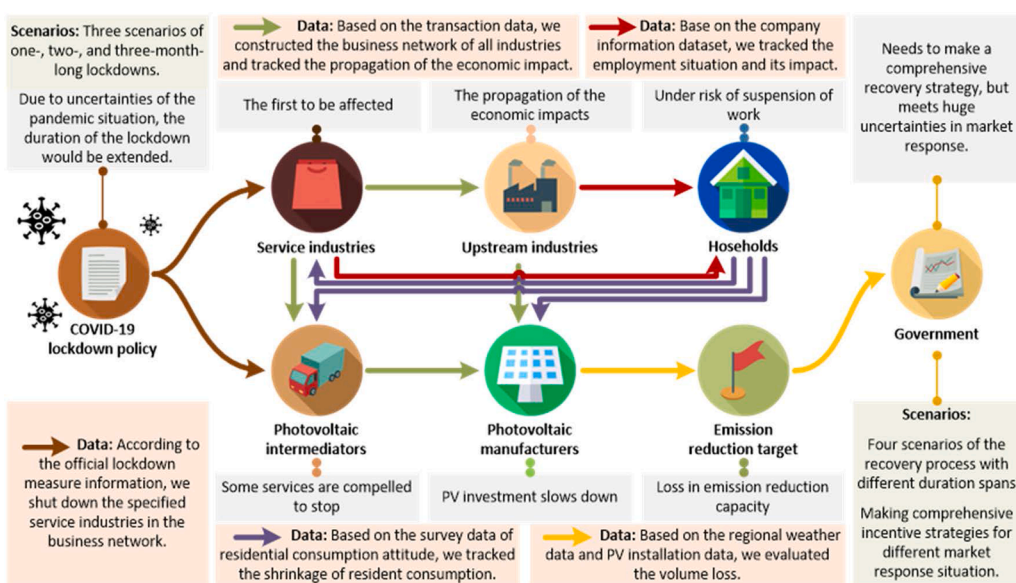 Scenarios: Three scenarios of
one-, two-, and three-month-
long lockdowns.
Due to uncertainties of the
pandemic situation, the
duration of the lockdown
would be extended.
Data: Based on the transaction data, we
constructed the business network of all industries
and tracked the propagation of the economic impact.
Data: Base on the company
information dataset, we tracked the
employment situation and its impact.
Needs to make a
comprehensive
recovery strategy, but
meets huge
uncertainties in market
response.
The first to be affected
The propagation of the
economic impacts
Under risk of suspension of
work
Service industries
Upstream industries
Hoseholds
COVID-19
lockdown policy
Government
Photovoltaic
intermediators
Photovoltaic
manufacturers
Emission
reduction target
Data: According to
the official lockdown
measure information, we
shut down the specified
service industries in the
business network.
Some services are compelled
to stop
PV investment slows down
Loss in emission reduction
capacity
Data: Based on the survey data of
residential consumption attitude, we tracked
the shrinkage of resident consumption.
Data: Based on the regional weather
data and PV installation data, we evaluated
the volume loss.
Scenarios:
Four scenarios of the
recovery process with
different duration spans.
Making comprehensive
incentive strategies for
different market
response situation.